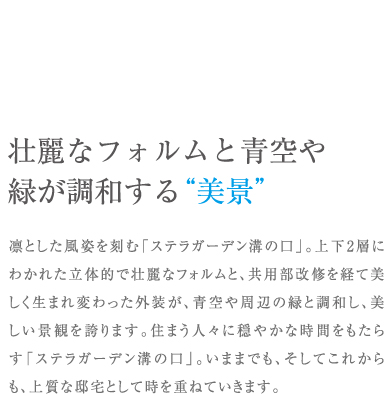 壮麗なフォルムと青空や
緑が調和する“美景”
凛とした風姿を刻む「ステラガーデン溝の口」。上下2層に
わかれた立体的で壮麗なフォルムと、共用部改修を経て美
しく生まれ変わった外装が、青空や周辺の緑と調和し、美
しい景観を誇ります。住まう人々に穏やかな時間をもたら
す「ステラガーデン溝の口」。いままでも、そしてこれから
も、上質な邸宅として時を重ねていきます。